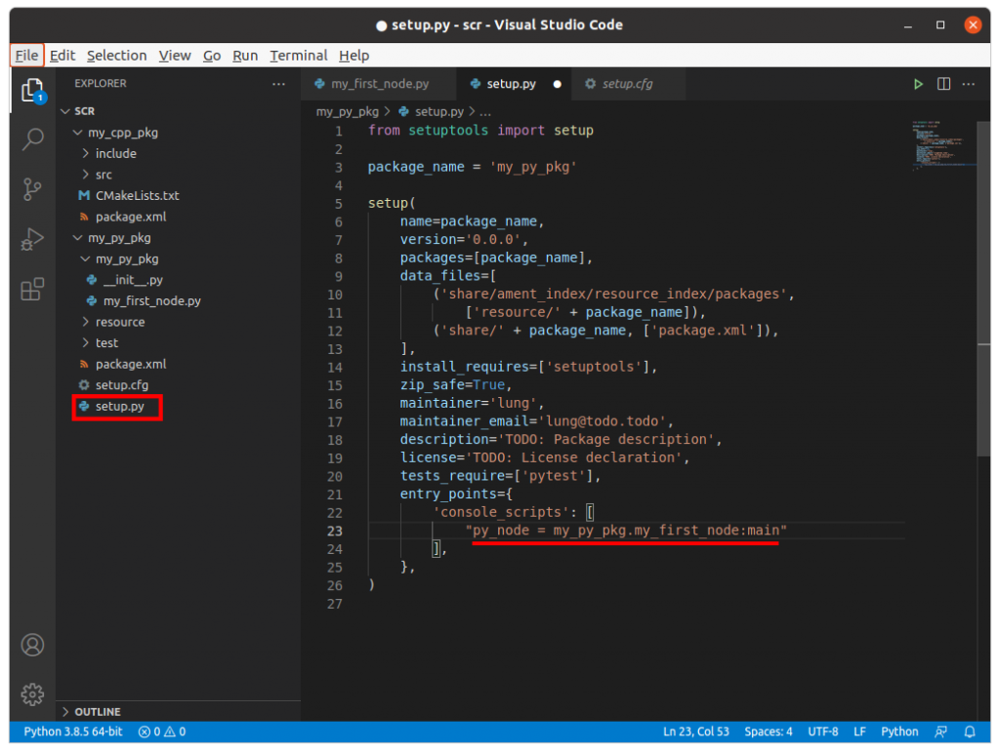 setup.py - scr - Visual Studio Code
File Edit Selection View Go Run Terminal Help
EXPLORER
SCR
my_cpp_pkg
include
src
CMakeLists.txt
package.xml
my_py_pkg
my_py_pkg
__init__.py
my_first_node.py
resource
test
package.xml
setup.cfg
setup.py
OUTLINE
1
my_first_node.py setup.py setup.cfg
my_py_pkg > setup.py > ...
1 from setuptools import setup
2
3 package_name = 'my_py_pkg'
4
5 setup(
6 name=package_name,
7 version='0.0.0',
8 packages=[package_name],
9 data_files=[
10 ('share/ament_index/resource_index/packages',
11 ['resource/' + package_name]),
12 ('share/' + package_name, ['package.xml']),
13 ],
14 install_requires=['setuptools'],
15 zip_safe=True,
16 maintainer='lung',
17 maintainer_email='lung@todo.todo',
18 description='TODO: Package description',
19 license='TODO: License declaration',
20 tests_require=['pytest'],
21 entry_points={
22 'console_scripts': [
23 "py_node = my_py_pkg.my_first_node:main"
24 ],
25 },
26 )
27
Python 3.8.5 64-bit 0 0 Ln 23, Col 53 Spaces: 4 UTF-8 LF Python